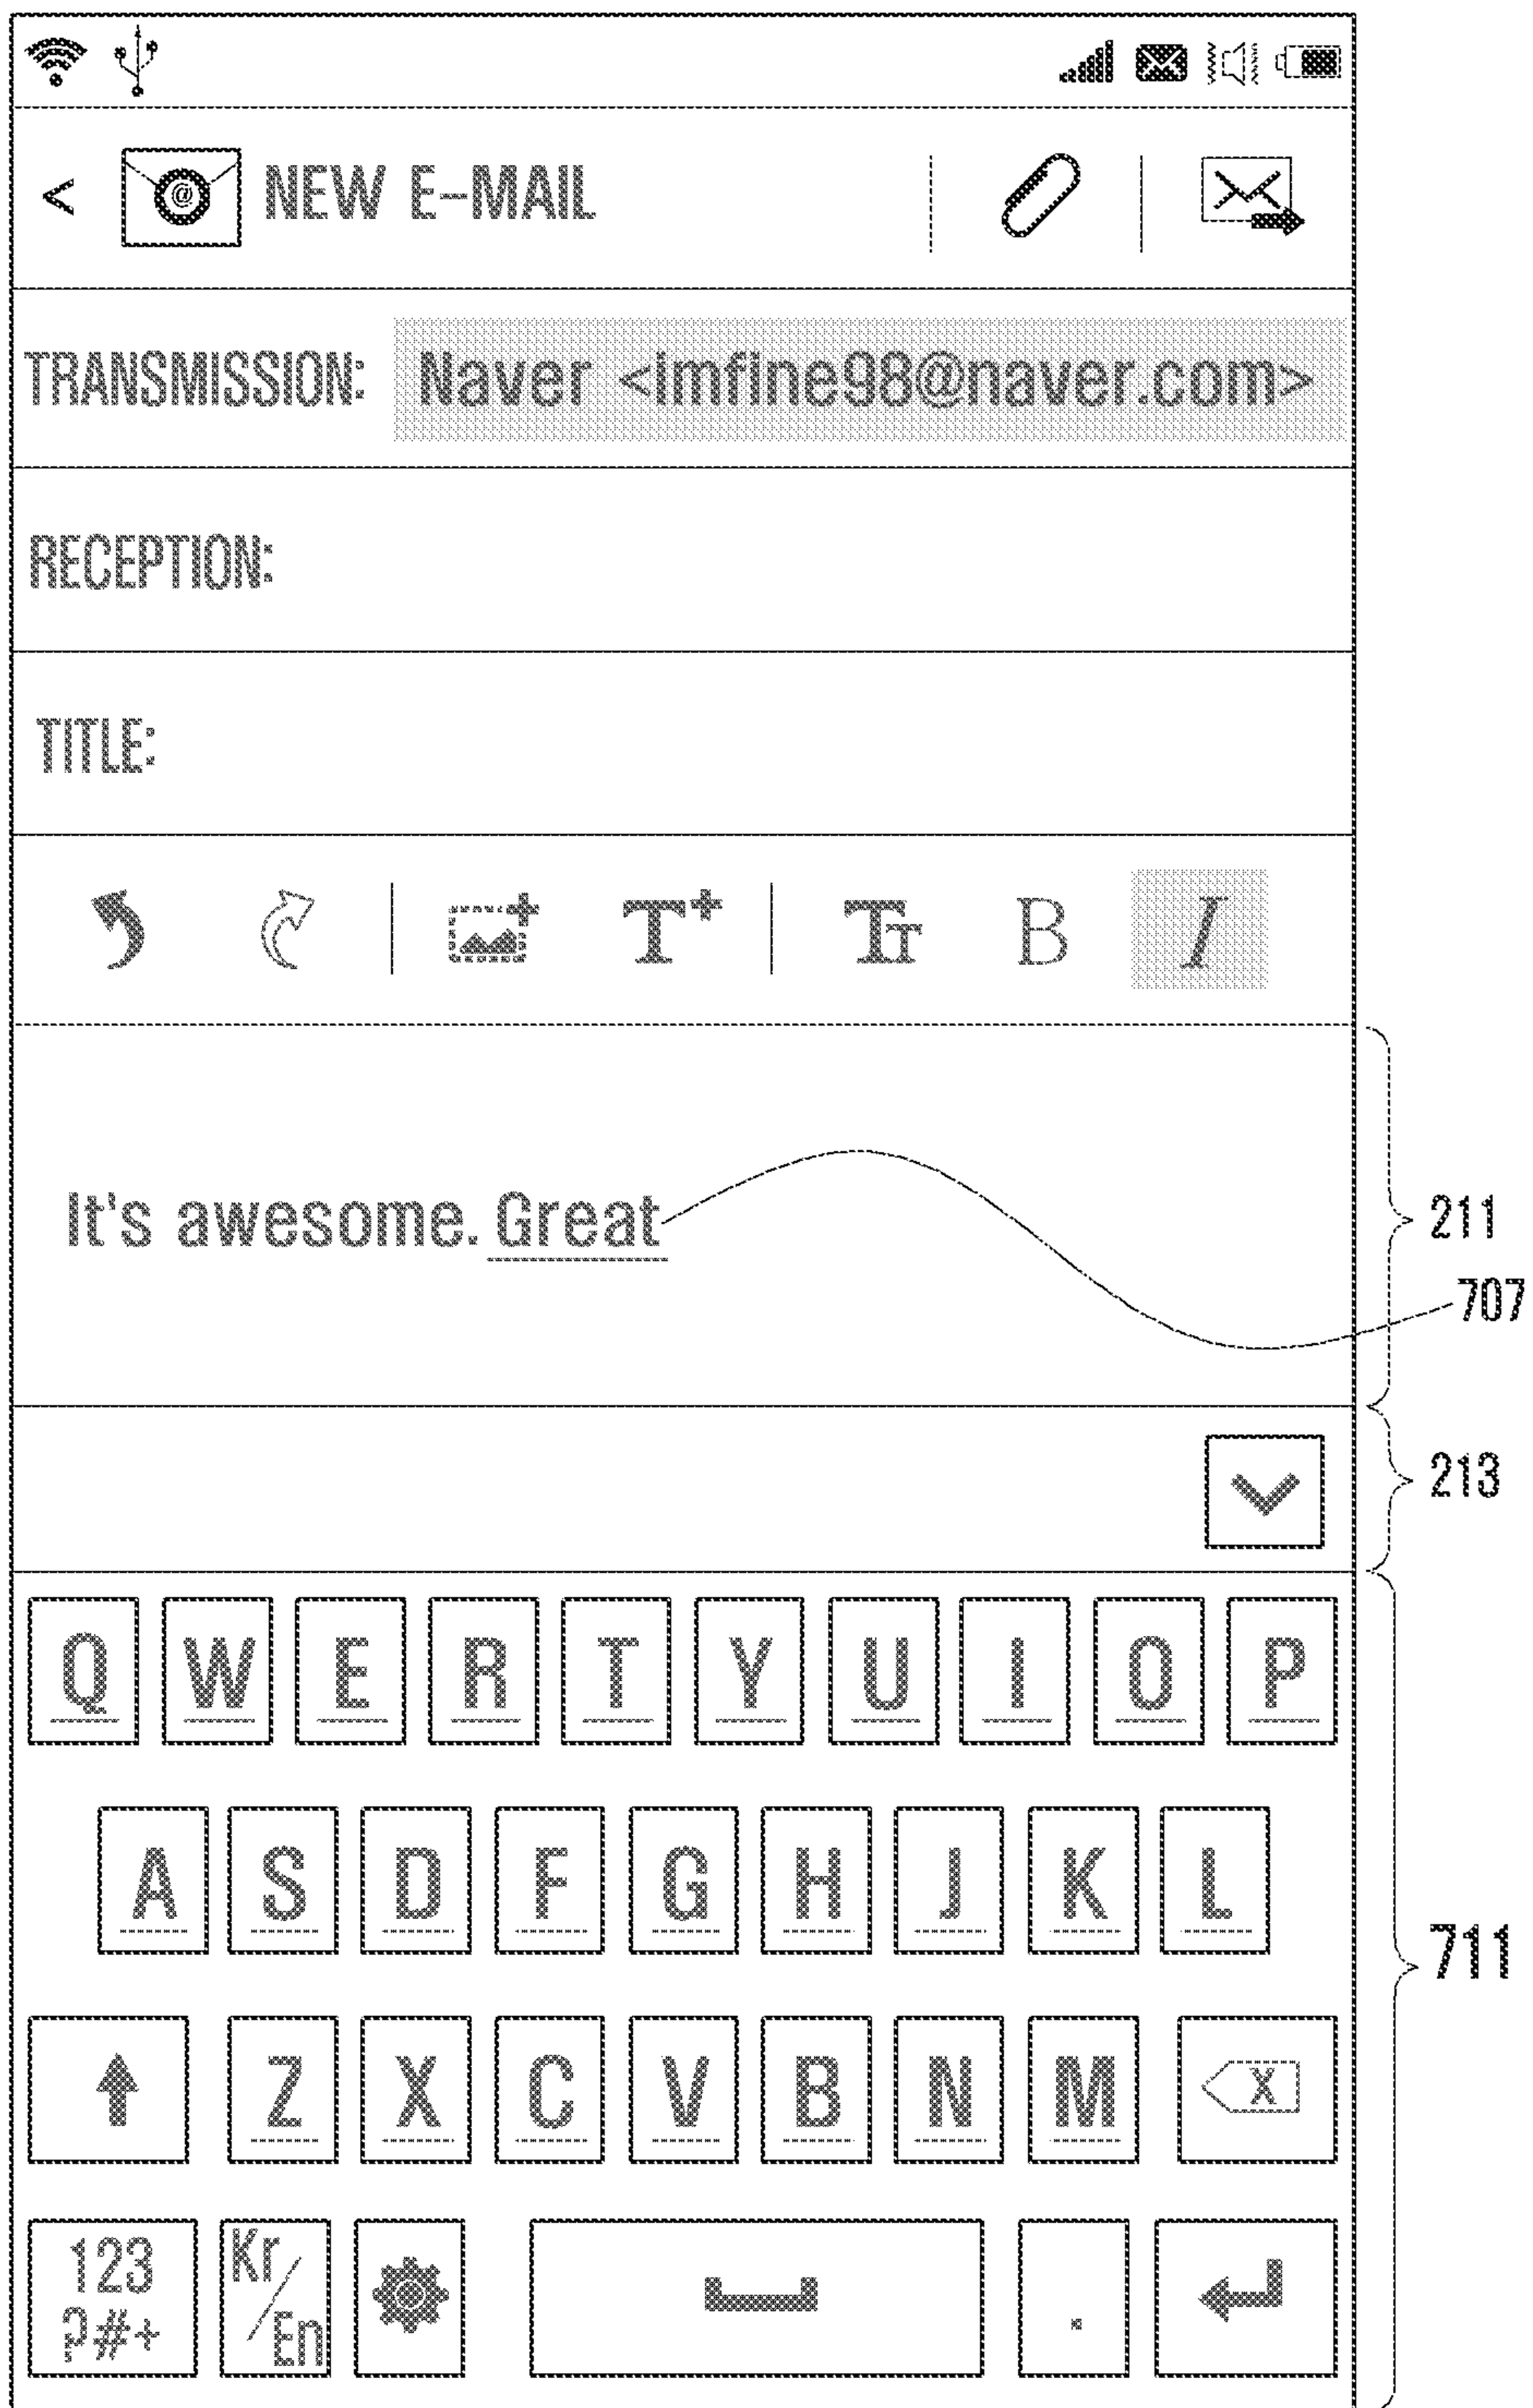 < @ NEW E-MAIL
TRANSMISSION: Naver <imfine98@naver.com>
RECEPTION:
TITLE:
T+ TT B I
It's awesome. Great
211
707
213
Q W E R T Y U I O P
A S D F G H J K L
711
Z X C V B N M X
123
?#+
Kr/En
.